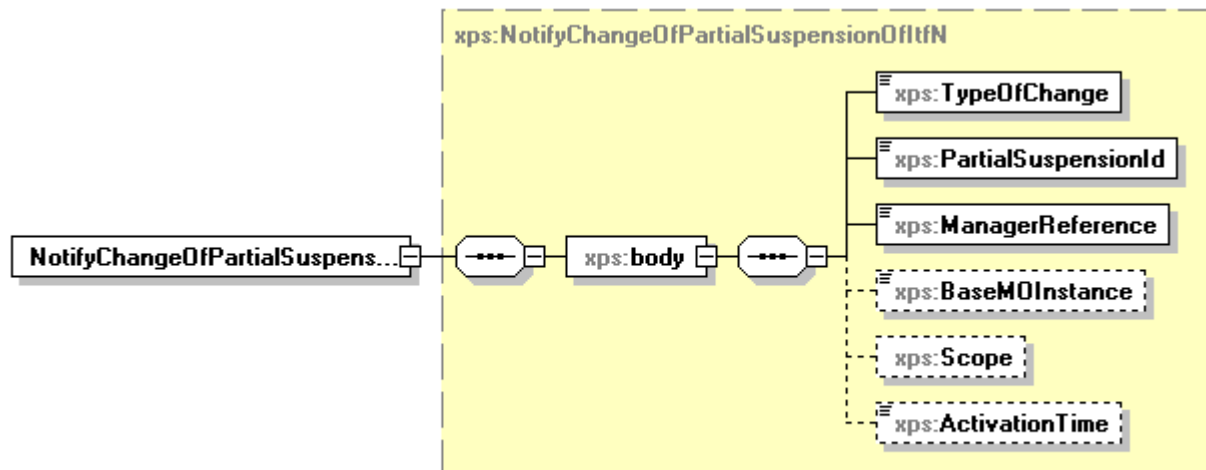 xps:NotifyChangeOfPartialSuspensionOfItfN
xps:TypeOfChange
xps:PartialSuspensionId
xps:ManagerReference
NotifyChangeOfPartialSuspens...
xps:body
xps:BaseMOInstance
xps:Scope
xps:ActivationTime